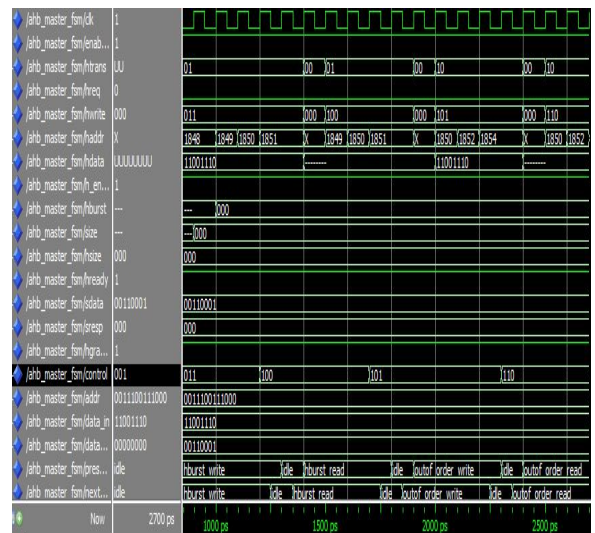 /ahb_master_fsm/clk 1
/ahb_master_fsm/enab... 1
/ahb_master_fsm/htrans UU 01 00 01 00 10 00 10
/ahb_master_fsm/hreq 0
/ahb_master_fsm/hwrite 000 011 000 100 000 101 000 110
/ahb_master_fsm/haddr X 1848 1849 1850 1851 X 1849 1850 1851 X 1850 1852 1854 X 1850 1852
/ahb_master_fsm/hdata UUUUUUUU 11001110 -------- 11001110 --------
/ahb_master_fsm/h_en... 1
/ahb_master_fsm/hburst --- --- 000
/ahb_master_fsm/size --- --- 000
/ahb_master_fsm/hsize 000 000
/ahb_master_fsm/hready 1
/ahb_master_fsm/sdata 00110001 00110001
/ahb_master_fsm/sresp 000 000
/ahb_master_fsm/hgra... 1
/ahb_master_fsm/control 001 011 100 101 110
/ahb_master_fsm/addr 0011100111000 0011100111000
/ahb_master_fsm/data_in 11001110 11001110
/ahb_master_fsm/data... 00000000 00110001
/ahb_master_fsm/pres... idle hburst write idle hburst read idle outof order write idle outof order read
/ahb_master_fsm/next... idle hburst write idle hburst read idle outof order write idle outof order read
Now 2700 ps 1000 ps 1500 ps 2000 ps 2500 ps